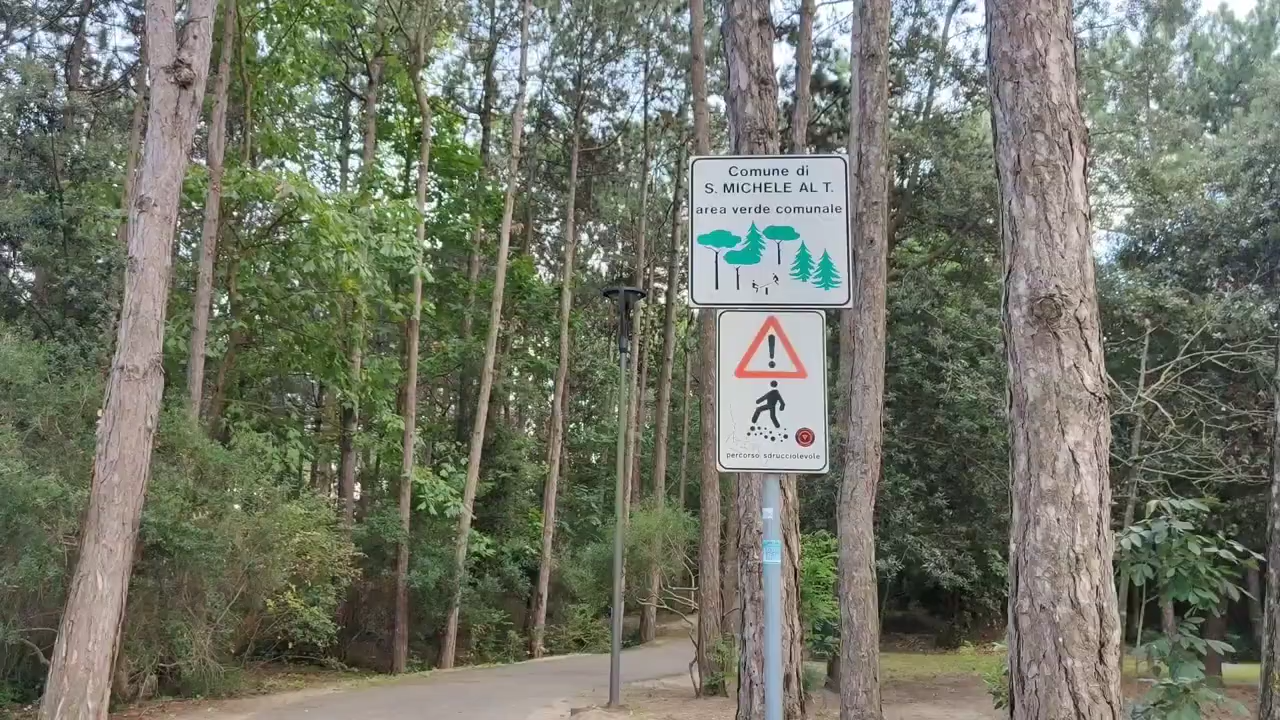 Comune di
S. MICHELE AL T.
area verde comunale
percorso sdrucciolevole